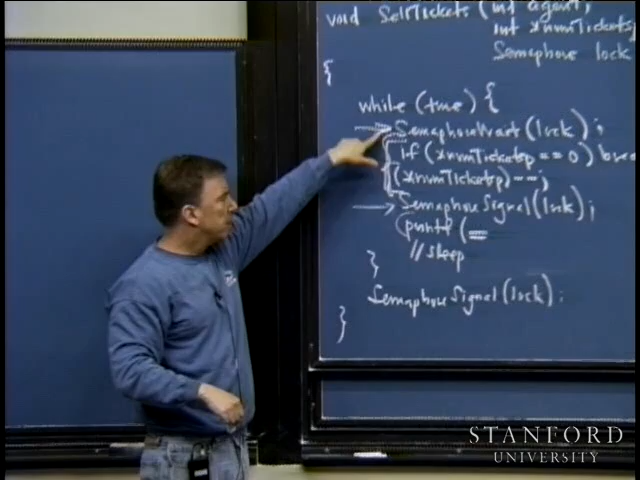 void SellTickets (int agent,
int *numTicketsp,
Semaphore lock
{
while (true) {
SemaphoreWait (lock);
if (*numTicketsp == 0) break
(*numTicketsp)--;
SemaphoreSignal (lock);
(printf (
// sleep
}
SemaphoreSignal (lock);
}
STANFORD
UNIVERSITY